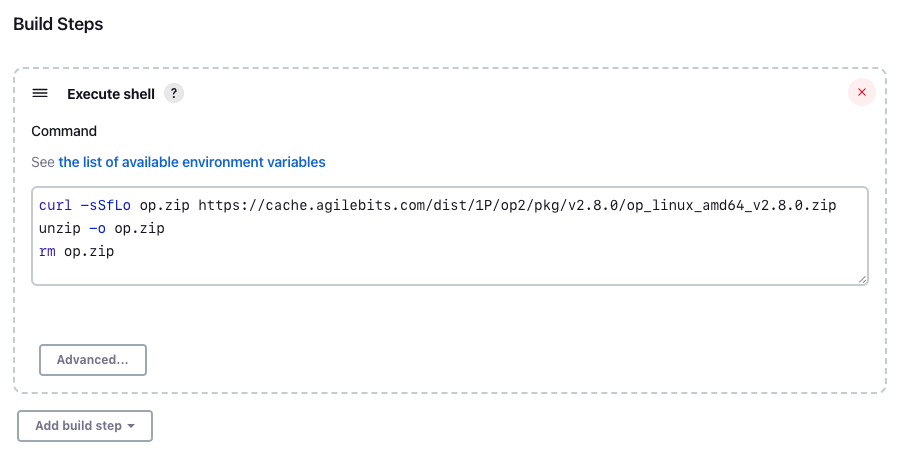 Build Steps
Execute shell ?
Command
See the list of available environment variables
curl -sSfLo op.zip https://cache.agilebits.com/dist/1P/op2/pkg/v2.8.0/op_linux_amd64_v2.8.0.zip
unzip -o op.zip
rm op.zip
Advanced...
Add build step